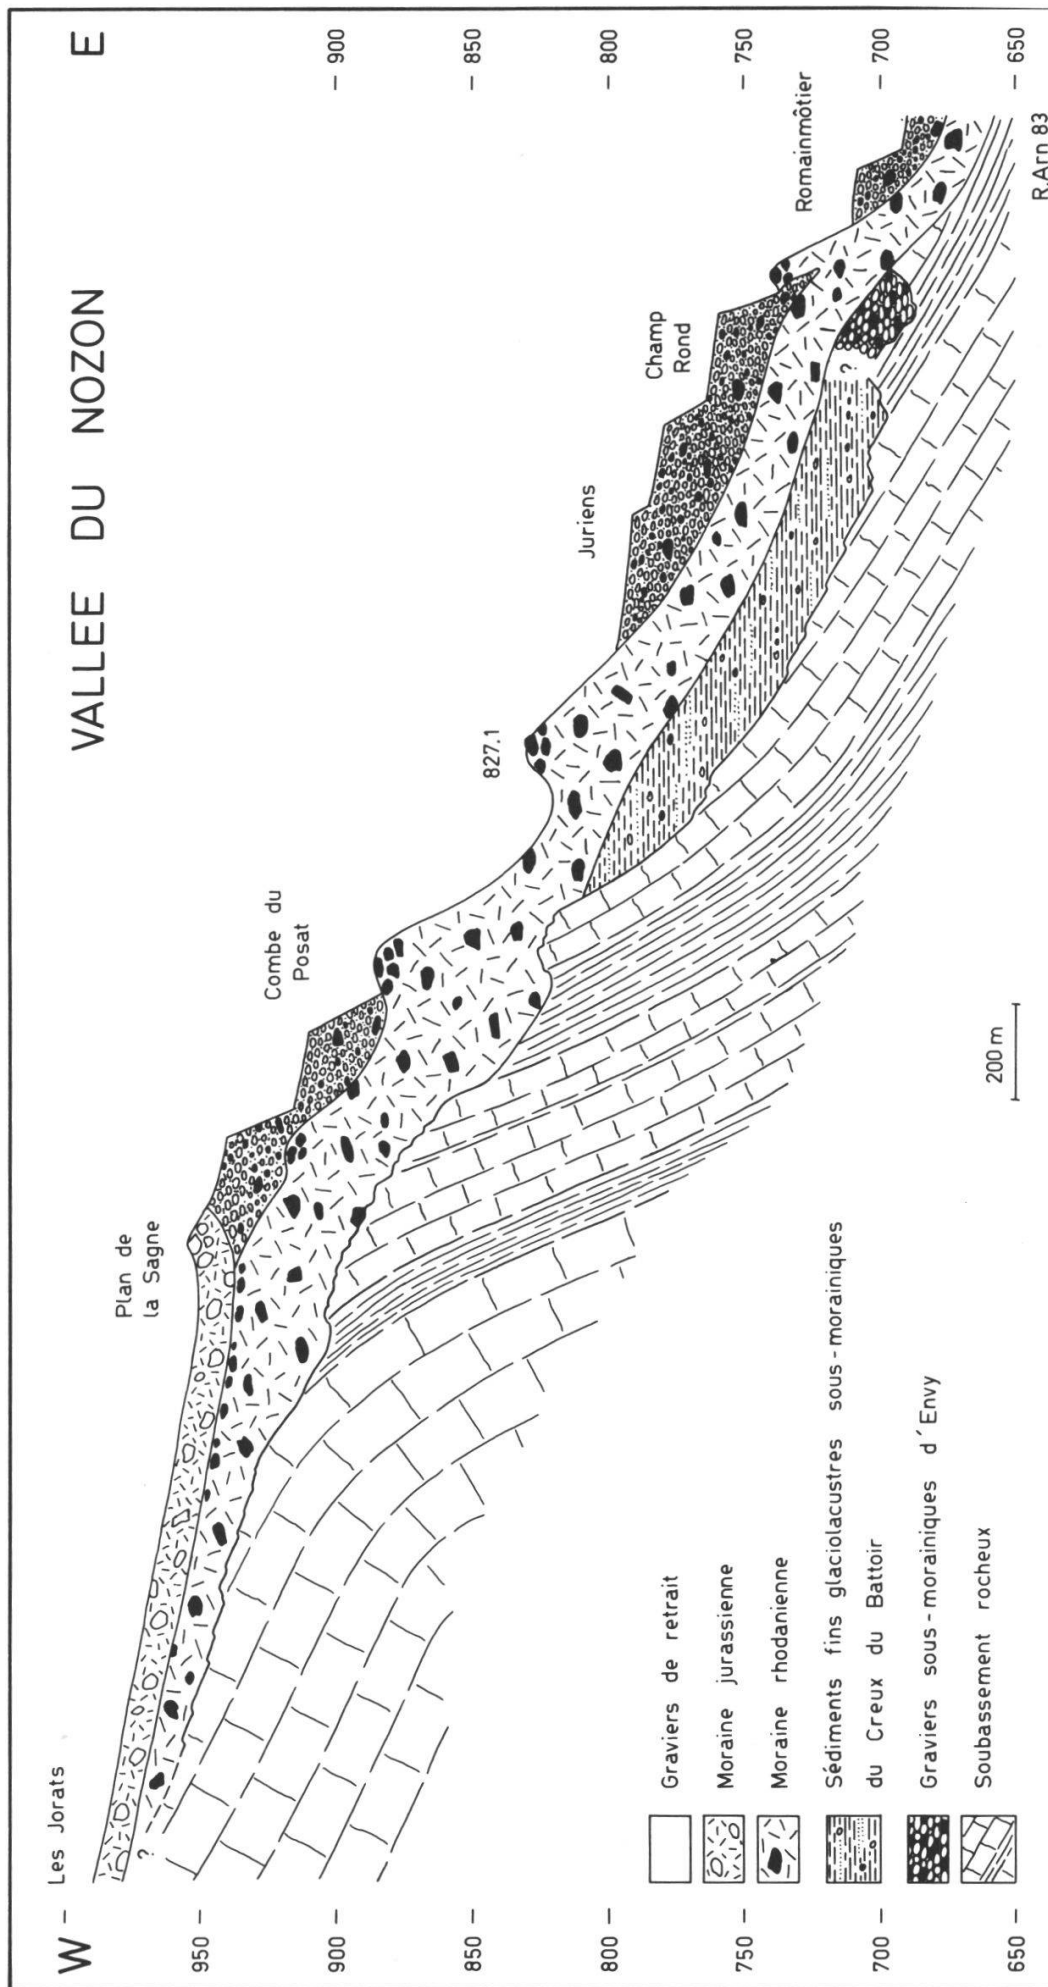 VALLEE DU NOZON
W
E
950
900
850
800
750
700
650
900
850
800
750
700
650
Les Jorats
Plan de
la Sagne
Combe du
Posat
827.1
Juriens
Champ
Rond
Romainmôtier
?
?
200 m
Graviers de retrait
Moraine jurassienne
Moraine rhodanienne
Sédiments fins glaciolacustres sous-morainiques
du Creux du Battoir
Graviers sous-morainiques d'Envy
Soubassement rocheux
R.Arn 83